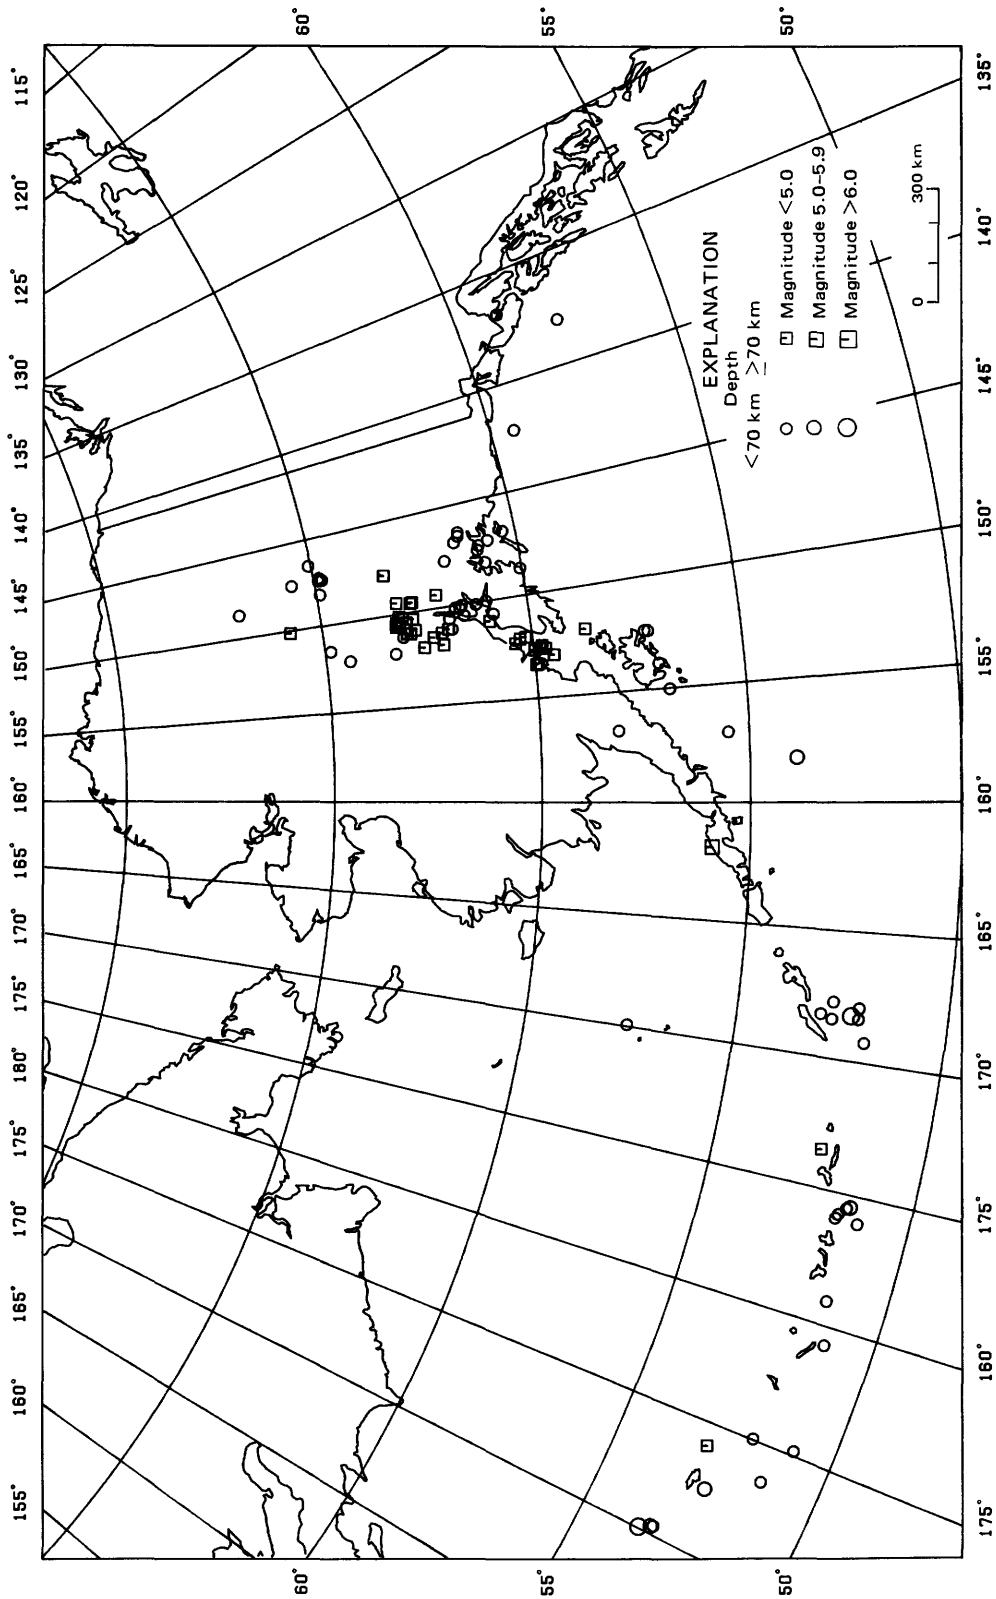 155° 160° 165° 170° 175° 180° 175° 170° 165° 160° 155° 150° 145° 140° 135° 130° 125° 120° 115°
60° 60°
55° 55°
EXPLANATION
Depth
<70 km ≥70 km
Magnitude <5.0
Magnitude 5.0–5.9
Magnitude >6.0
50° 50°
0 300 km
175° 160° 175° 170° 165° 160° 155° 150° 145° 140° 135°